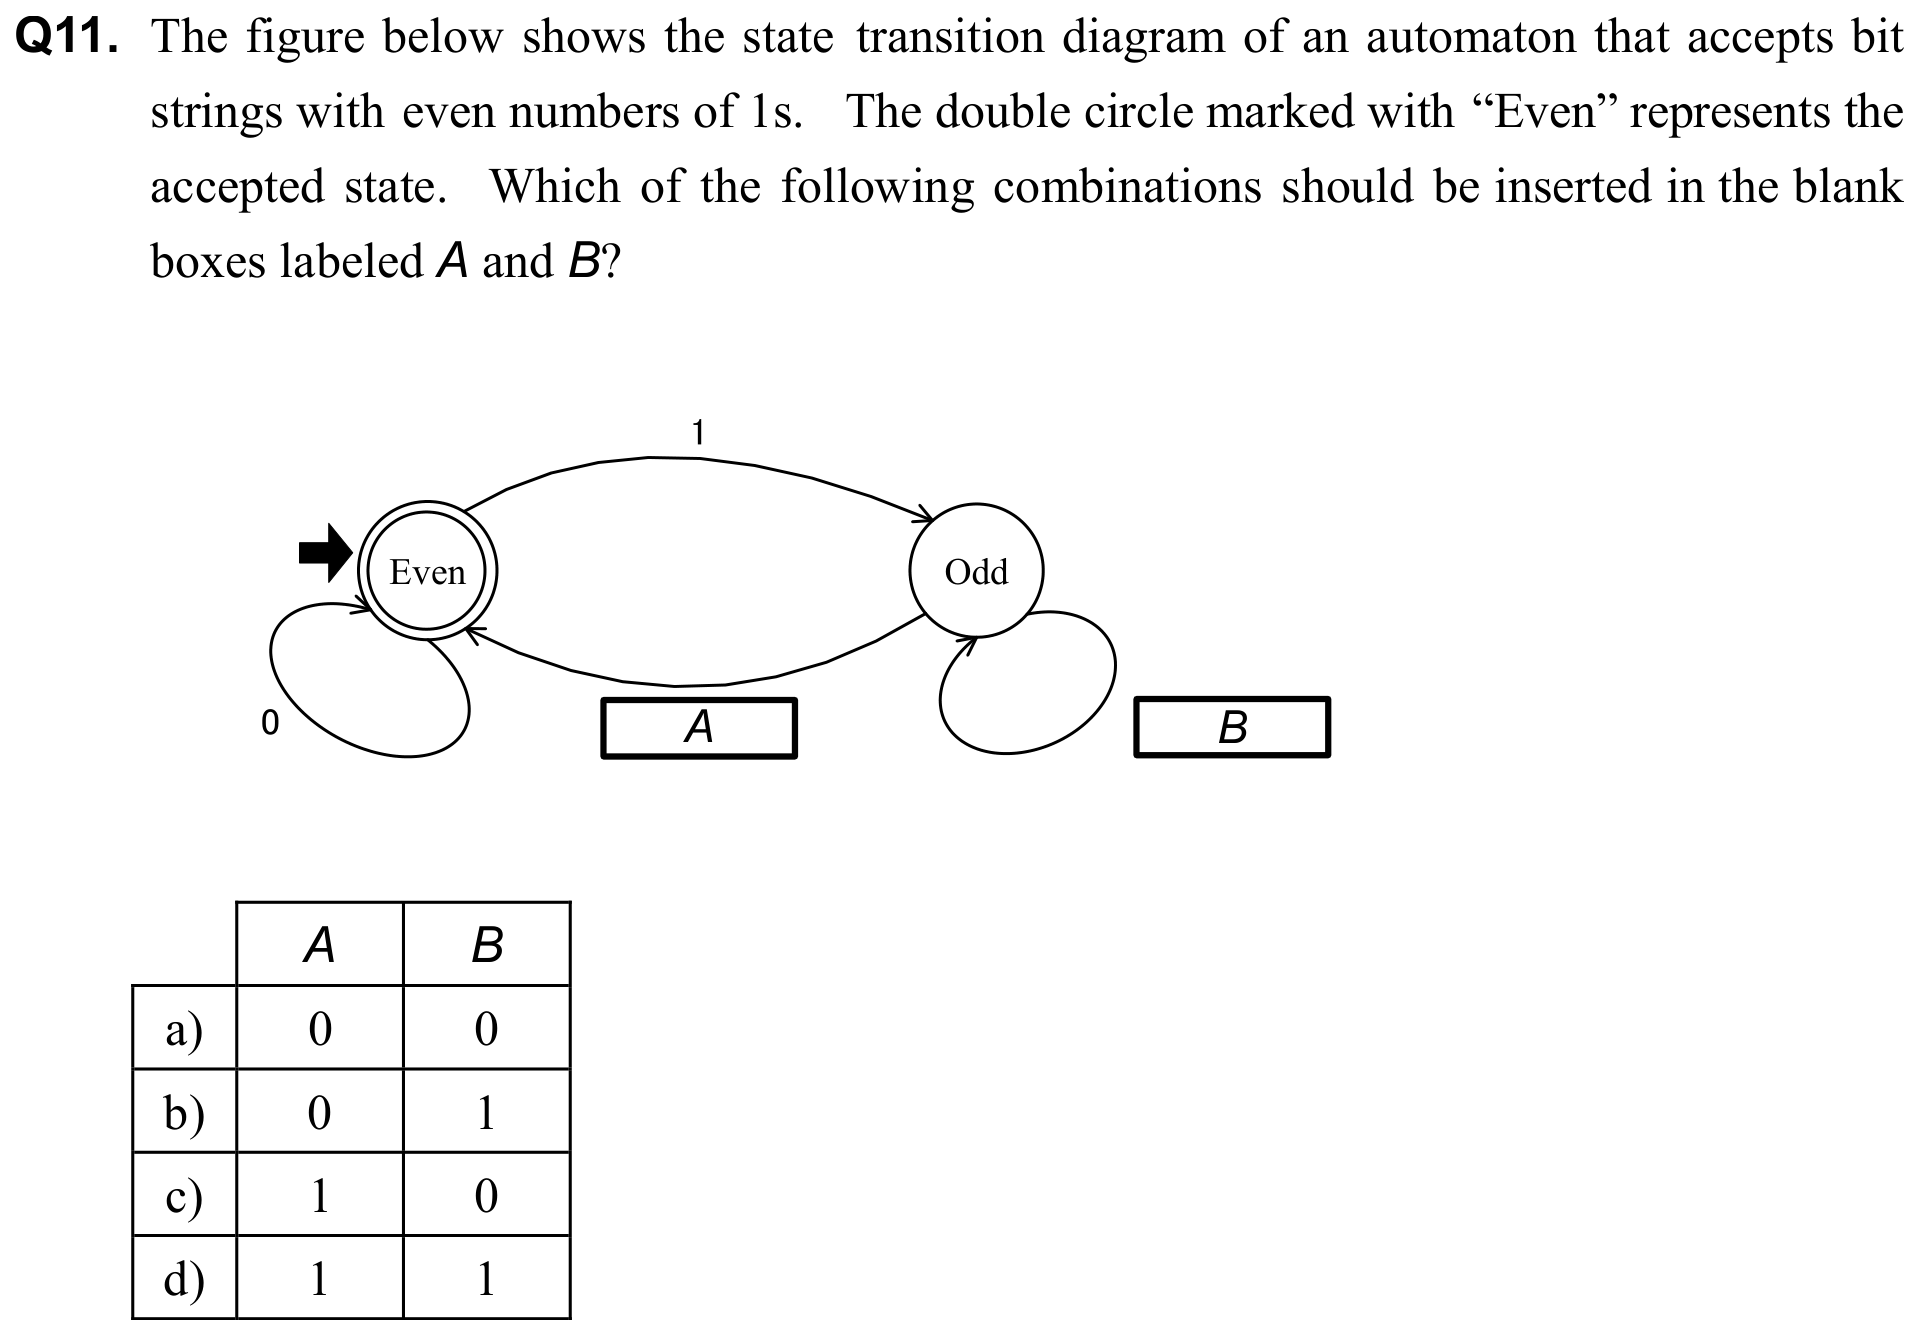 Q11. The figure below shows the state transition diagram of an automaton that accepts bit
strings with even numbers of 1s. The double circle marked with “Even” represents the
accepted state. Which of the following combinations should be inserted in the blank
boxes labeled A and B?
1
Even
Odd
0
A
B
A B
a) 0 0
b) 0 1
c) 1 0
d) 1 1